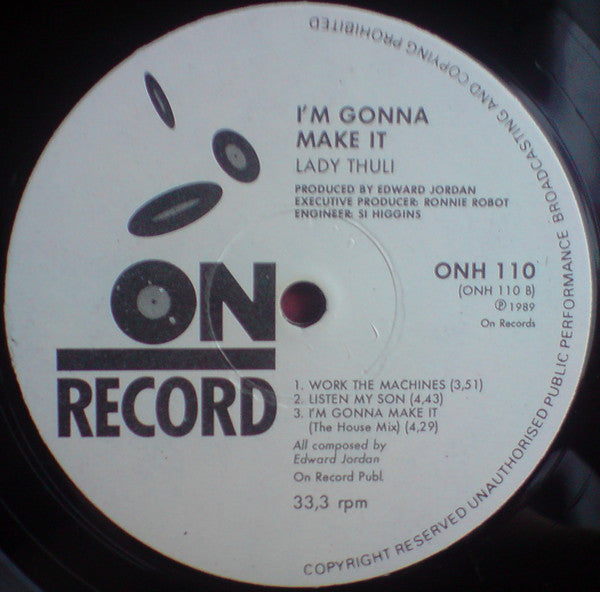 I'M GONNA
MAKE IT
LADY THULI
PRODUCED BY EDWARD JORDAN
EXECUTIVE PRODUCER: RONNIE ROBOT
ENGINEER: SI HIGGINS
ON
RECORD
ONH 110
(ONH 110 B)
Ⓟ 1989
On Records
1. WORK THE MACHINES (3,51)
2. LISTEN MY SON (4,43)
3. I'M GONNA MAKE IT
(The House Mix) (4,29)
All composed by
Edward Jordan
On Record Publ.
33,3 rpm
COPYRIGHT RESERVED UNAUTHORISED PUBLIC PERFORMANCE BROADCASTING AND COPYING PROHIBITED